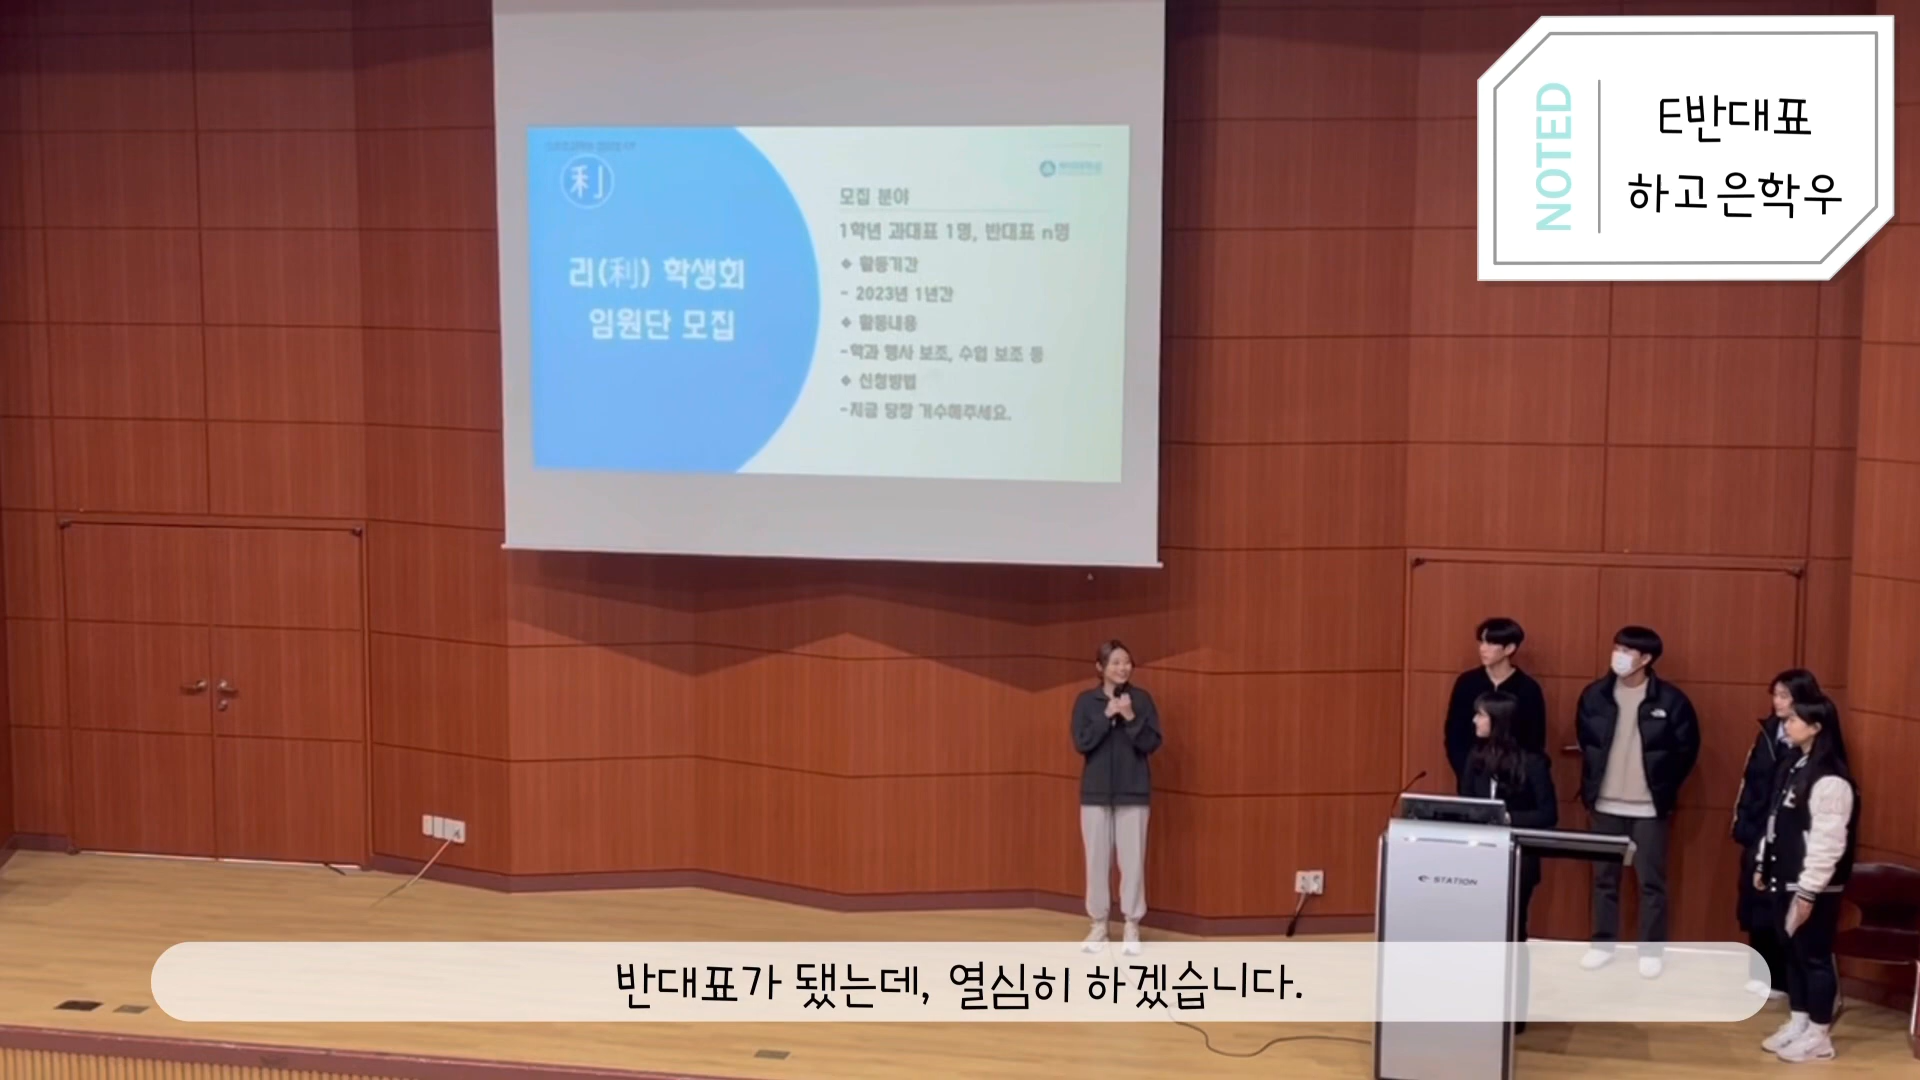 利
리(利) 학생회
임원단 모집
모집 분야
1학년 과대표 1명, 반대표 n명
◆ 활동기간
- 2023년 1년간
◆ 활동내용
-학과 행사 보조, 수업 보조 등
◆ 신청방법
-지금 당장 거수해주세요.
NOTED
E반대표
하고은학우
STATION
반대표가 됐는데, 열심히 하겠습니다.